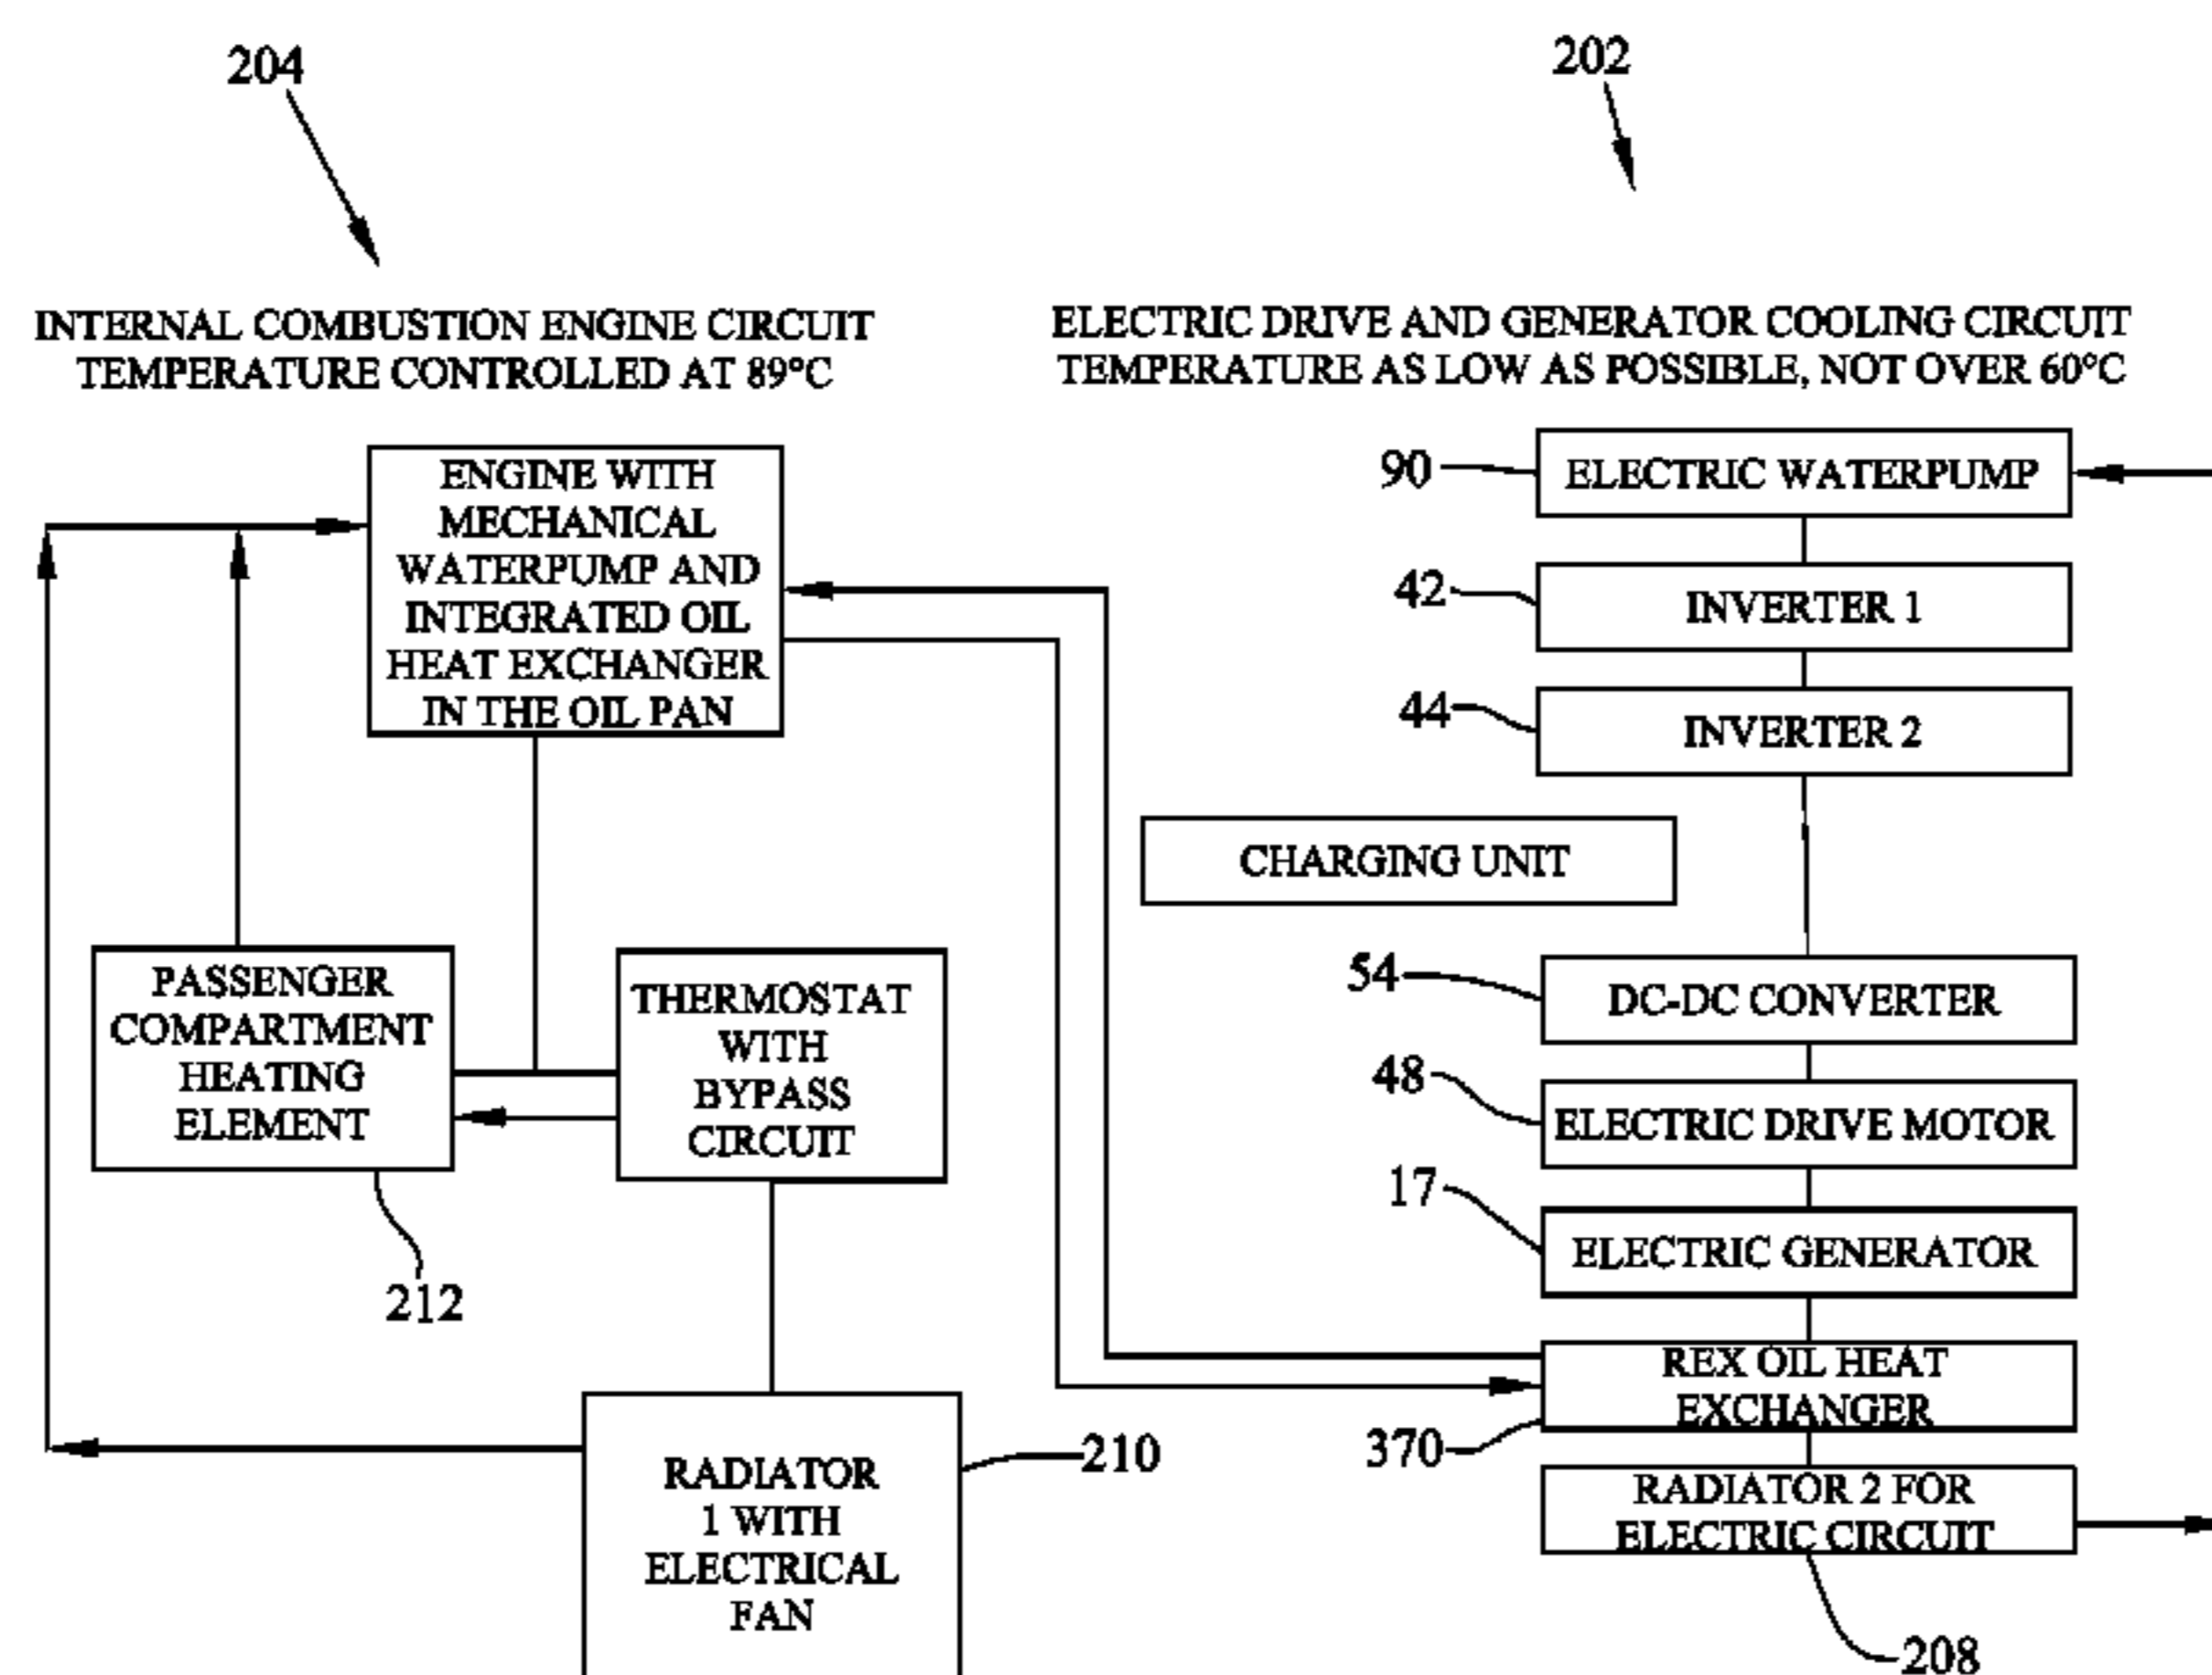 204
202
INTERNAL COMBUSTION ENGINE CIRCUIT
TEMPERATURE CONTROLLED AT 89°C
ELECTRIC DRIVE AND GENERATOR COOLING CIRCUIT
TEMPERATURE AS LOW AS POSSIBLE, NOT OVER 60°C
ENGINE WITH
MECHANICAL
WATERPUMP AND
INTEGRATED OIL
HEAT EXCHANGER
IN THE OIL PAN
PASSENGER
COMPARTMENT
HEATING
ELEMENT
212
THERMOSTAT
WITH
BYPASS
CIRCUIT
RADIATOR
1 WITH
ELECTRICAL
FAN
210
90
ELECTRIC WATERPUMP
42
INVERTER 1
44
INVERTER 2
CHARGING UNIT
54
DC-DC CONVERTER
48
ELECTRIC DRIVE MOTOR
17
ELECTRIC GENERATOR
REX OIL HEAT
EXCHANGER
370
RADIATOR 2 FOR
ELECTRIC CIRCUIT
208